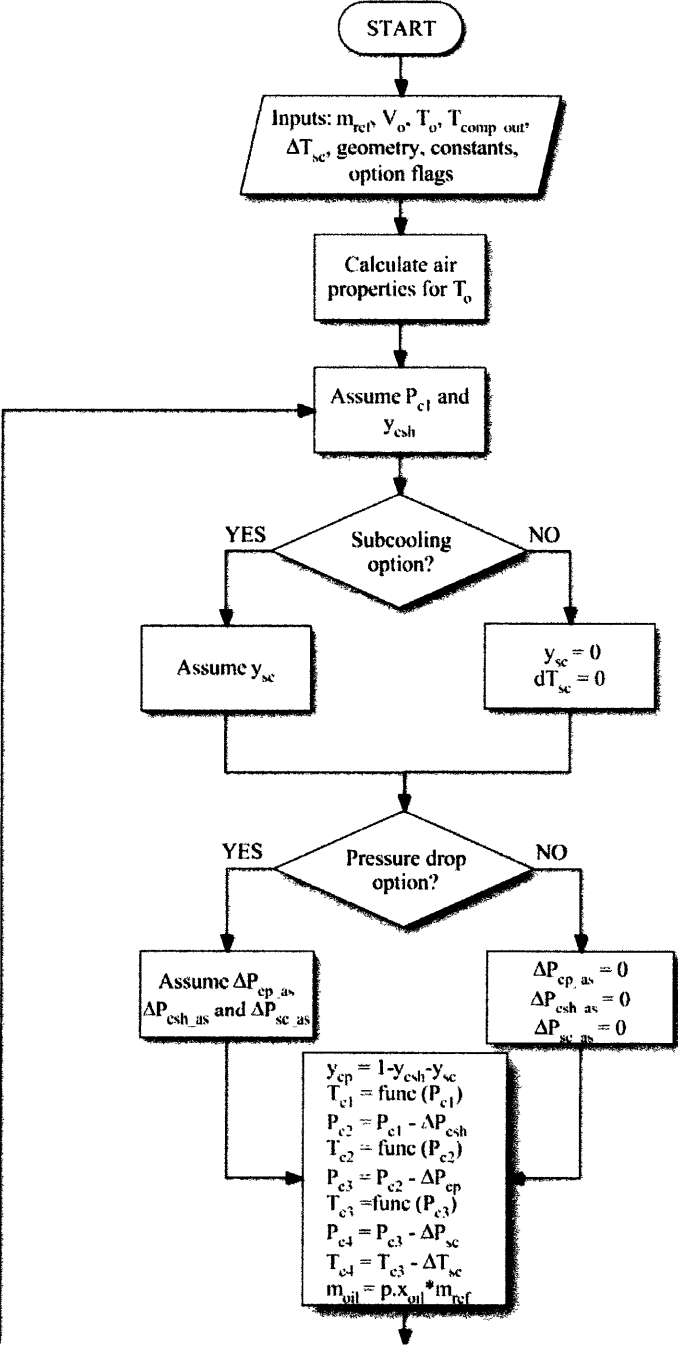 START
Inputs: m_ref, V_o, T_o, T_comp_out,
ΔT_sc, geometry, constants,
option flags
Calculate air
properties for T_o
Assume P_c1 and
y_csh
Subcooling
option?
YES
NO
Assume y_sc
y_sc = 0
dT_sc = 0
Pressure drop
option?
YES
NO
Assume ΔP_cp_as,
ΔP_csh_as and ΔP_sc_as
ΔP_cp_as = 0
ΔP_csh_as = 0
ΔP_sc_as = 0
y_cp = 1-y_csh-y_sc
T_c1 = func (P_c1)
P_c2 = P_c1 - ΔP_csh
T_c2 = func (P_c2)
P_c3 = P_c2 - ΔP_cp
T_c3 =func (P_c3)
P_c4 = P_c3 - ΔP_sc
T_c4 = T_c3 - ΔT_sc
m_oil = p.x_oil*m_ref